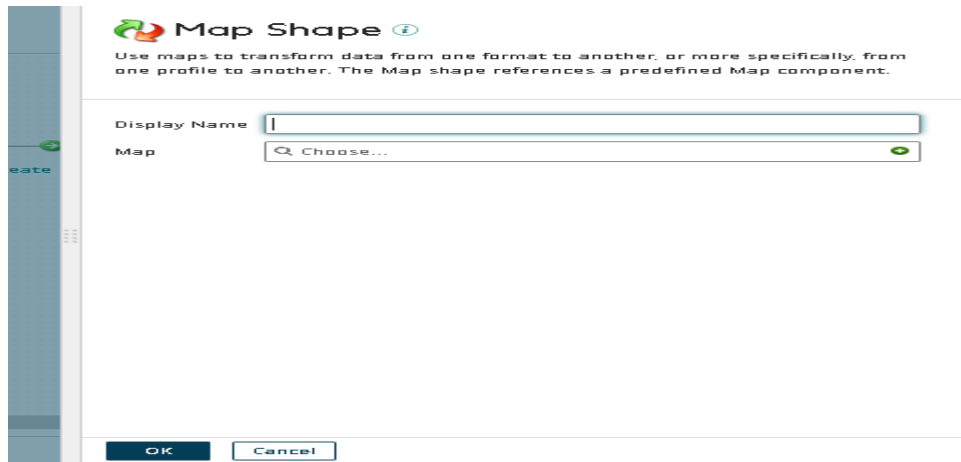 Map Shape
Use maps to transform data from one format to another, or more specifically, from
one profile to another. The Map shape references a predefined Map component.
Display Name
Map
Choose...
eate
OK
Cancel